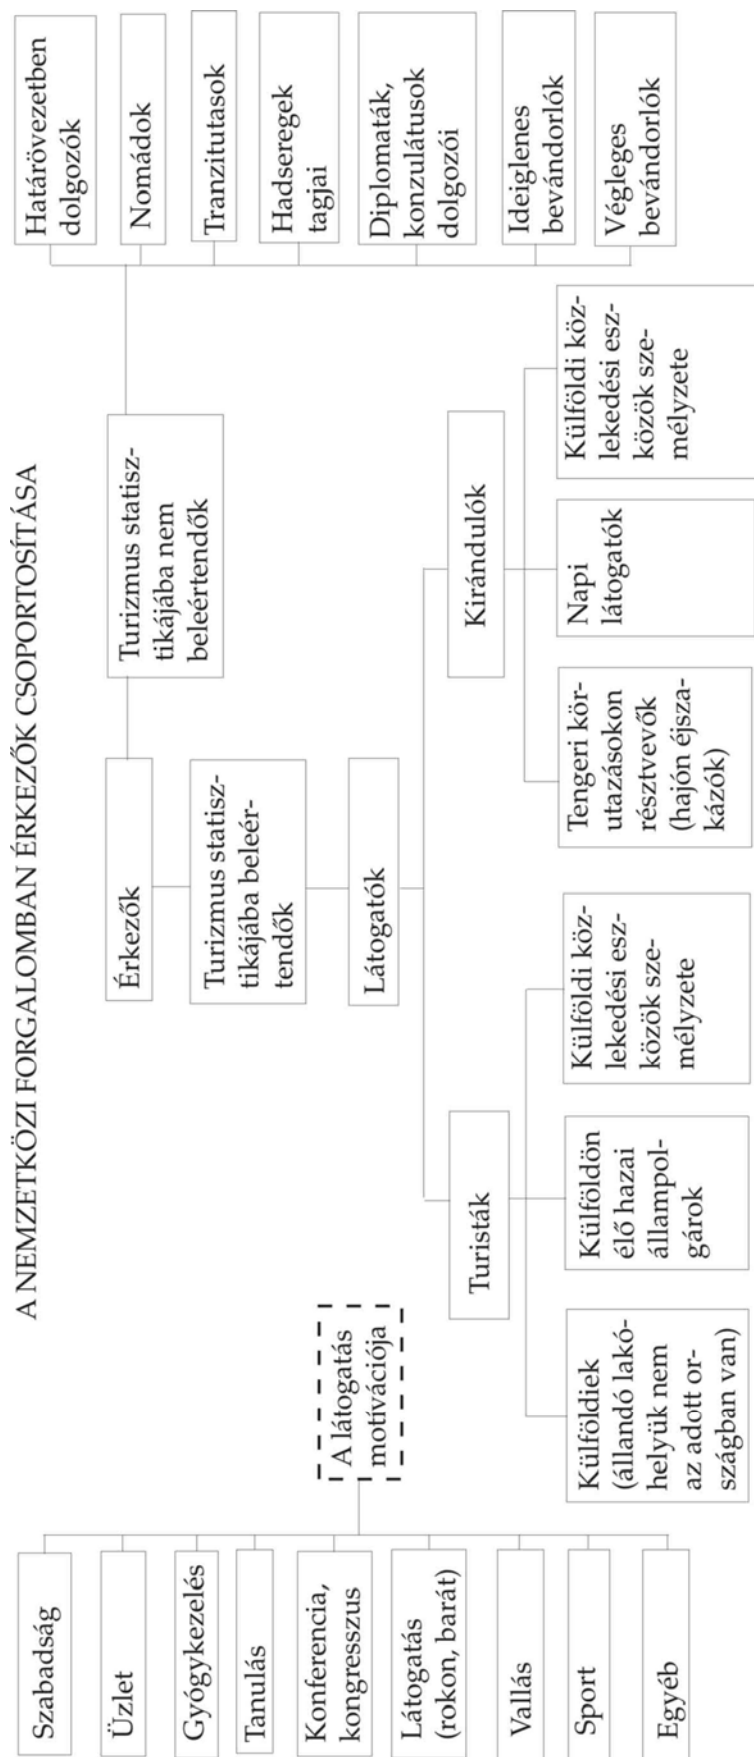 A NEMZETKÖZI FORGALOMBAN ÉRKEZŐK CSOPORTOSÍTÁSA
Szabadság
Üzlet
Gyógykezelés
Tanulás
Konferencia,
kongresszus
Látogatás
(rokon, barát)
Vallás
Sport
Egyéb
A látogatás
motívációja
Érkezők
Turizmus statisz-
tikájába beleér-
tendők
Látogatók
Turizmus statisz-
tikájába nem
beleértendők
Határövezetben
dolgozók
Nomádok
Tranzitutasok
Hadseregek
tagjai
Diplomaták,
konzulátusok
dolgozói
Ideiglenes
bevándorlók
Végleges
bevándorlók
Turisták
Külföldiek
(állandó lakó-
helyük nem
az adott or-
szágban van)
Külföldön
élő hazai
állampol-
gárok
Külföldi köz-
lekedési esz-
közök sze-
mélyzete
Kirándulók
Tengeri kör-
utazásokon
résztvevők
(hajón éjsza-
kázók)
Napi
látogatók
Külföldi köz-
lekedési esz-
közök sze-
mélyzete